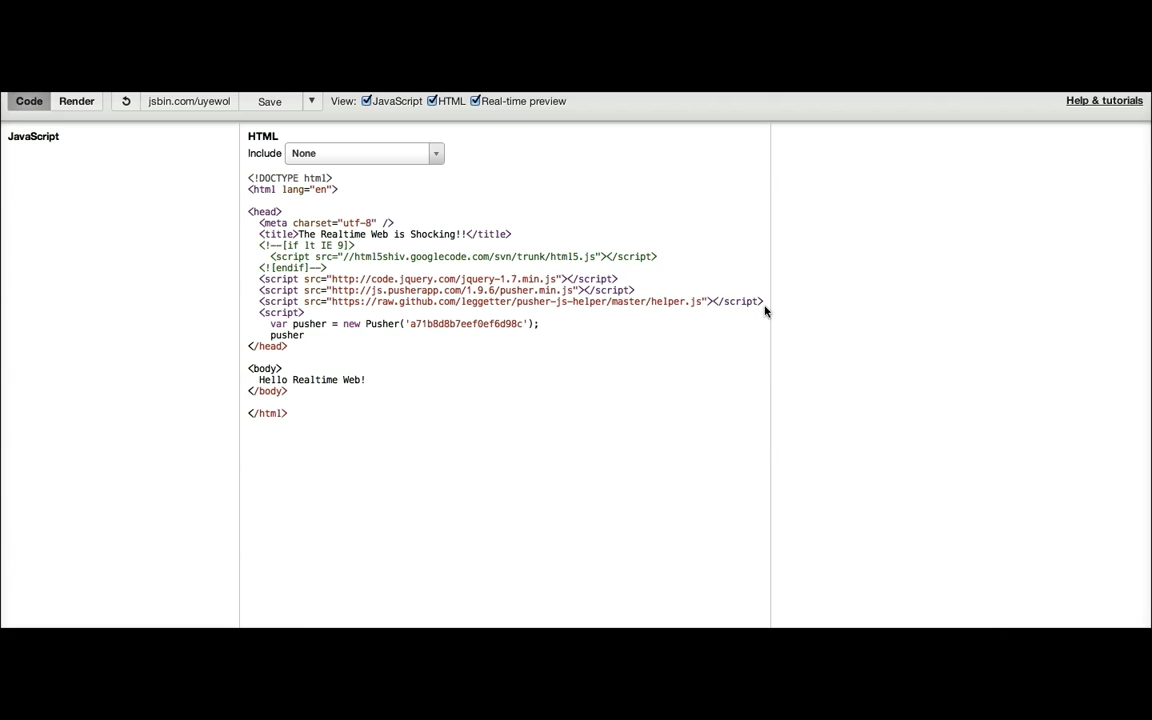 Code Render jsbin.com/uyewol Save View: JavaScript HTML Real-time preview Help & tutorials
JavaScript
HTML
Include None
<!DOCTYPE html>
<html lang="en">
<head>
<meta charset="utf-8" />
<title>The Realtime Web is Shocking!!</title>
<!--[if lt IE 9]>
<script src="//html5shiv.googlecode.com/svn/trunk/html5.js"></script>
<![endif]-->
<script src="http://code.jquery.com/jquery-1.7.min.js"></script>
<script src="http://js.pusherapp.com/1.9.6/pusher.min.js"></script>
<script src="https://raw.github.com/leggetter/pusher-js-helper/master/helper.js"></script>
<script>
var pusher = new Pusher('a71b8d8b7eef0ef6d98c');
pusher
</head>
<body>
Hello Realtime Web!
</body>
</html>